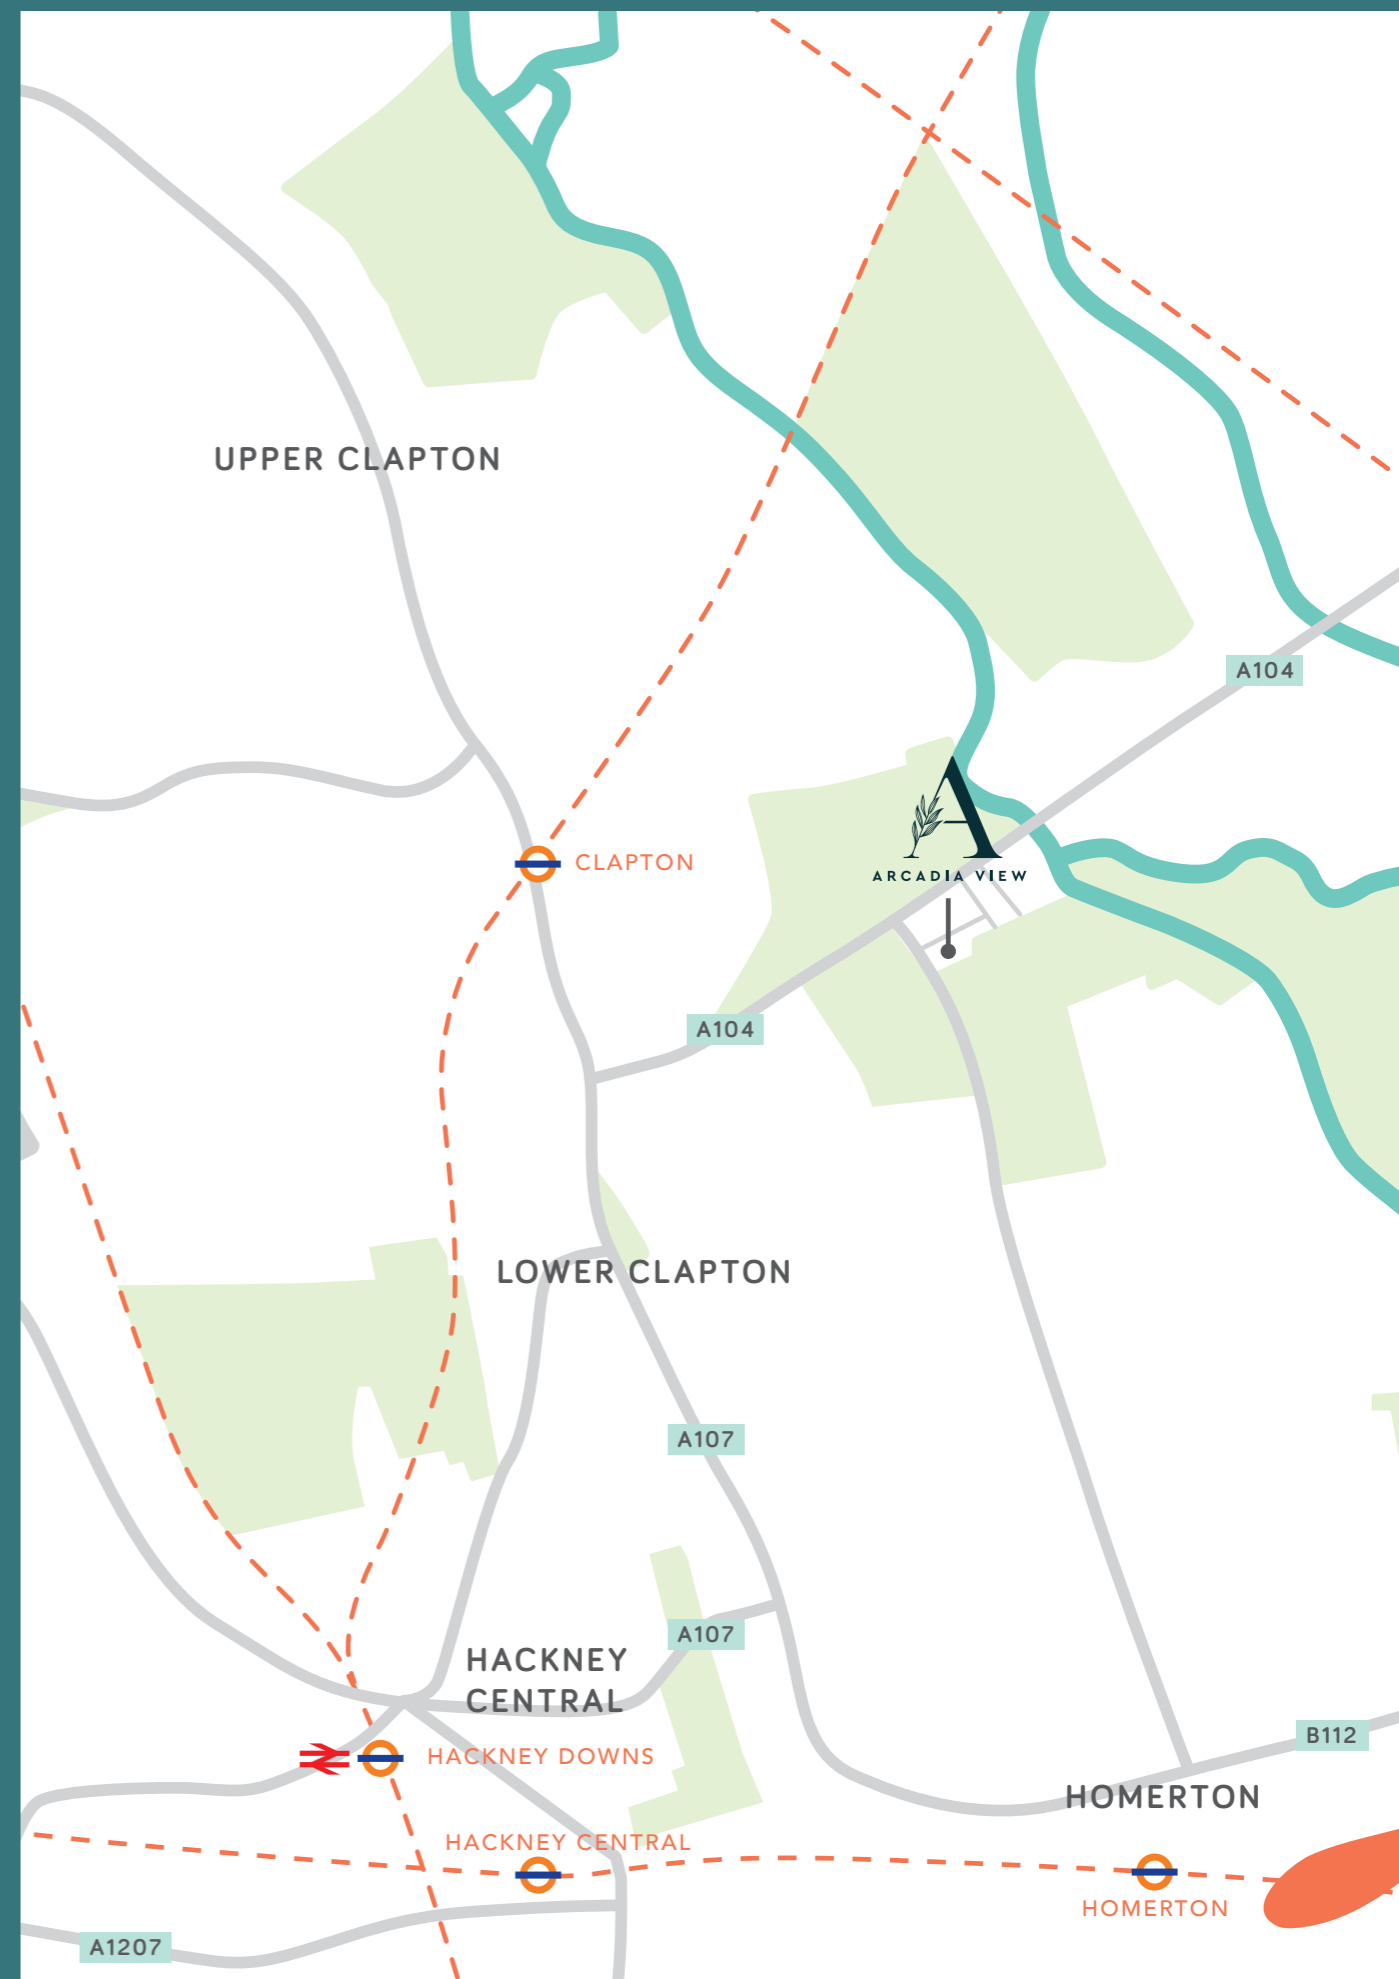 UPPER CLAPTON
A104
A
ARCADIA VIEW
CLAPTON
A104
LOWER CLAPTON
A107
A107
HACKNEY
CENTRAL
B112
HACKNEY DOWNS
HOMERTON
HACKNEY CENTRAL
HOMERTON
A1207